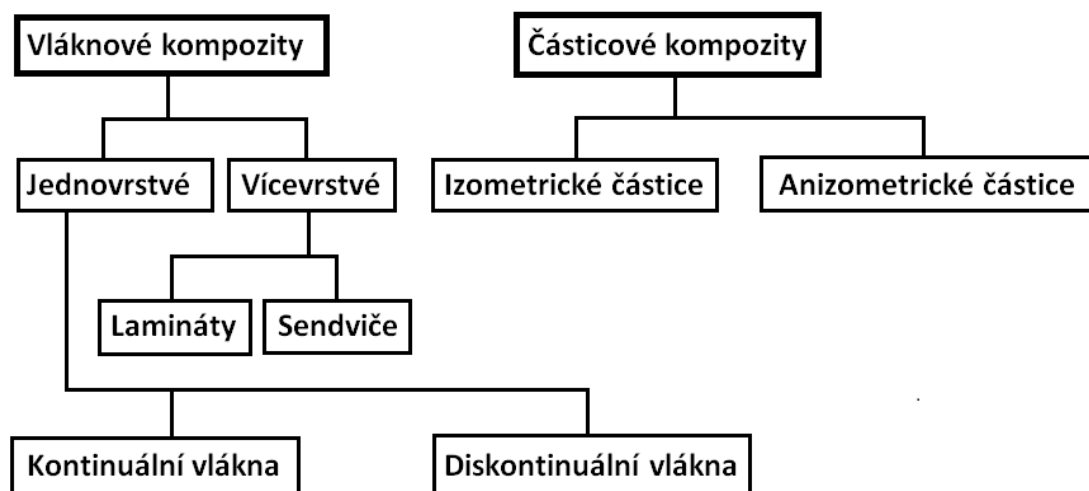 Vláknové kompozity
Částicové kompozity
Jednovrstvé
Vícevrstvé
Izometrické částice
Anizometrické částice
Lamináty
Sendviče
Kontinuální vlákna
Diskontinuální vlákna